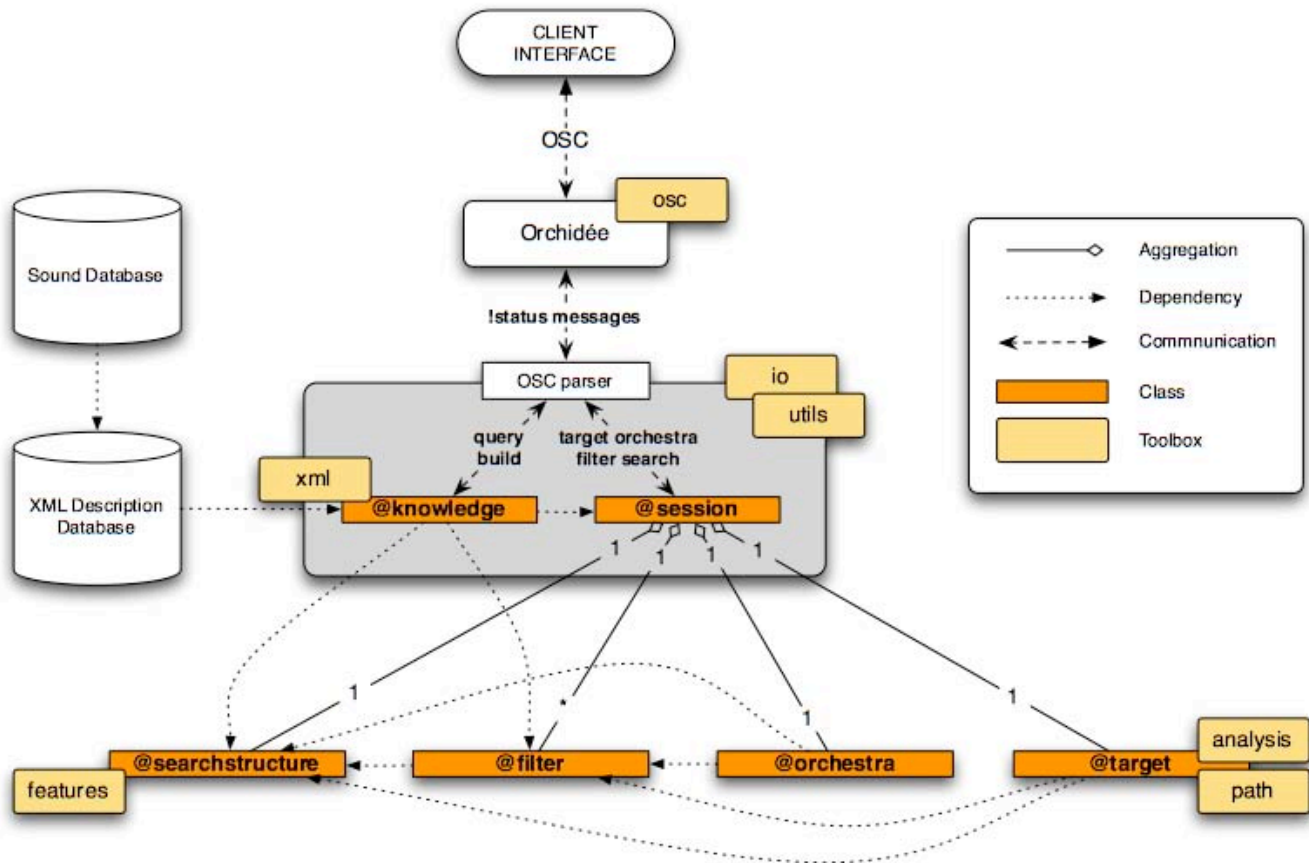 CLIENT
INTERFACE
OSC
osc
Orchidée
Sound Database
!status messages
Aggregation
Dependency
Commnunication
Class
Toolbox
OSC parser
io
utils
query
build
target orchestra
filter search
xml
@knowledge
@session
XML Description
Database
1
1
1
1
1
*
1
1
@searchstructure
@filter
@orchestra
@target
analysis
features
path